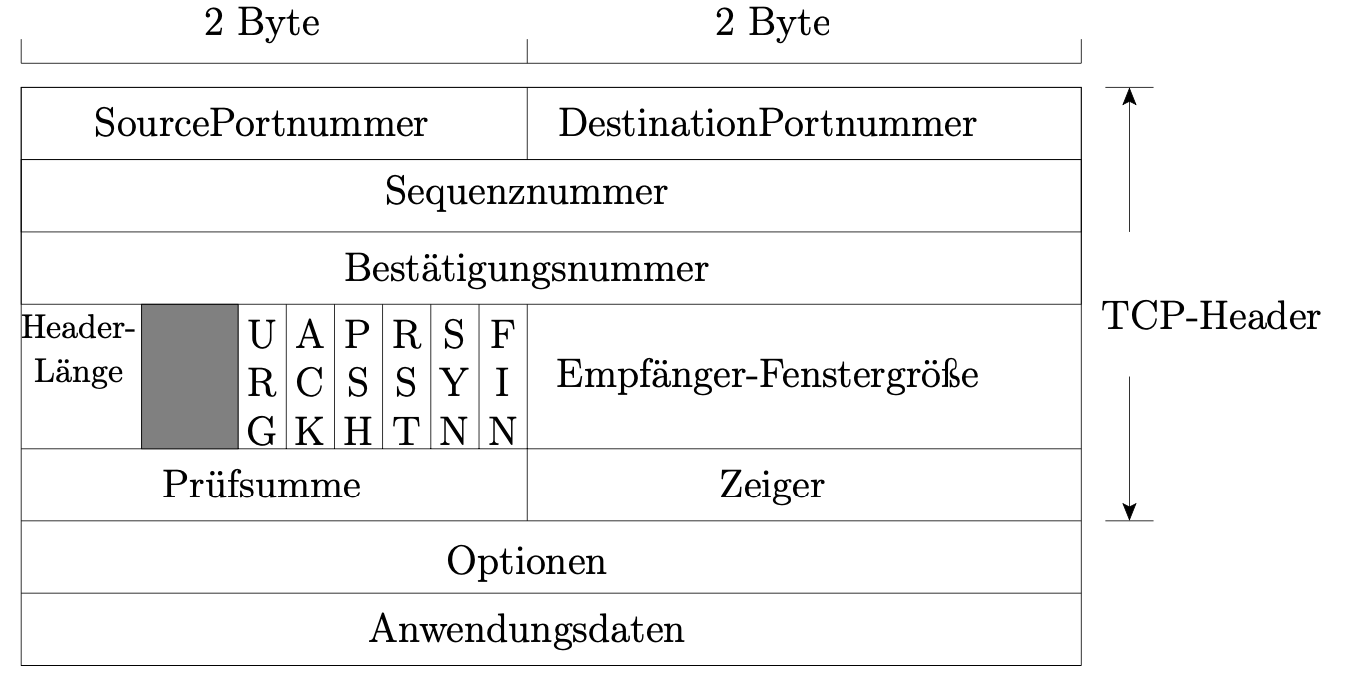 2 Byte 2 Byte
SourcePortnummer DestinationPortnummer
Sequenznummer
Bestätigungsnummer
Header-
Länge
URG ACK PSH RST SYN FIN
Empfänger-Fenstergröße
TCP-Header
Prüfsumme Zeiger
Optionen
Anwendungsdaten